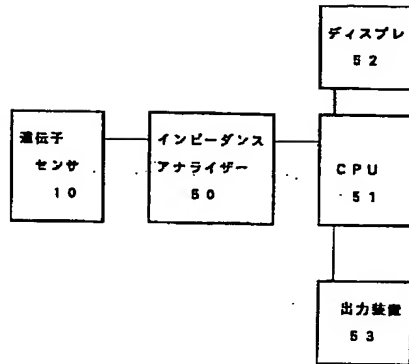 ディスプレ
52
遺伝子
センサ
10
インピーダンス
アナライザー
50
CPU
51
出力装置
53